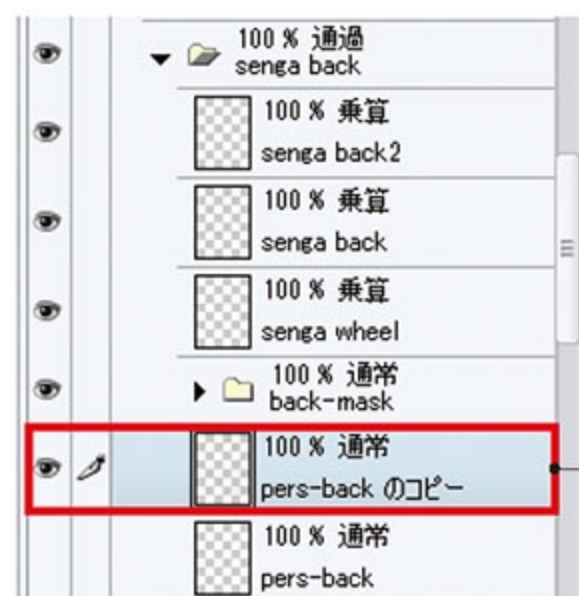 100 % 通過
senga back
100 % 乗算
senga back2
100 % 乗算
senga back
100 % 乗算
senga wheel
100 % 通常
back-mask
100 % 通常
pers-back のコピー
100 % 通常
pers-back